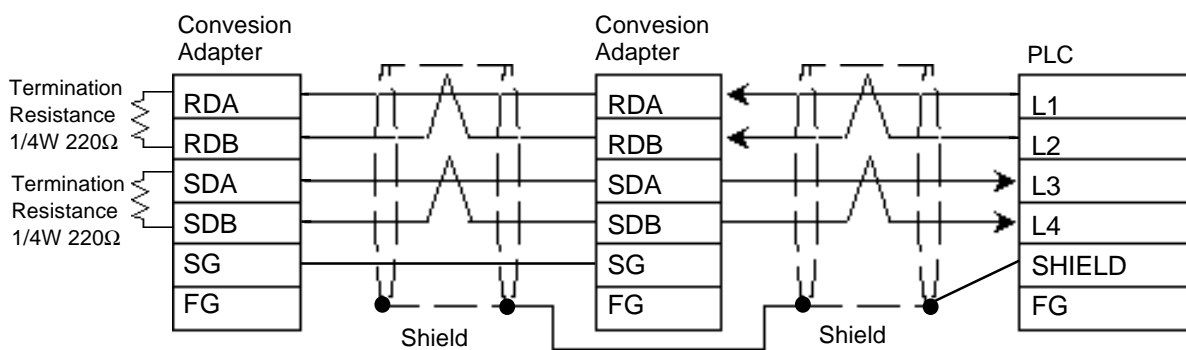 Convesion
Adapter
Convesion
Adapter
PLC
Termination
Resistance
1/4W 220Ω
Termination
Resistance
1/4W 220Ω
RDA
RDB
SDA
SDB
SG
FG
RDA
RDB
SDA
SDB
SG
FG
L1
L2
L3
L4
SHIELD
FG
Shield
Shield